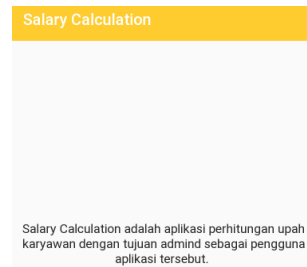 Salary Calculation
Salary Calculation adalah aplikasi perhitungan upah
karyawan dengan tujuan admind sebagai pengguna
aplikasi tersebut.